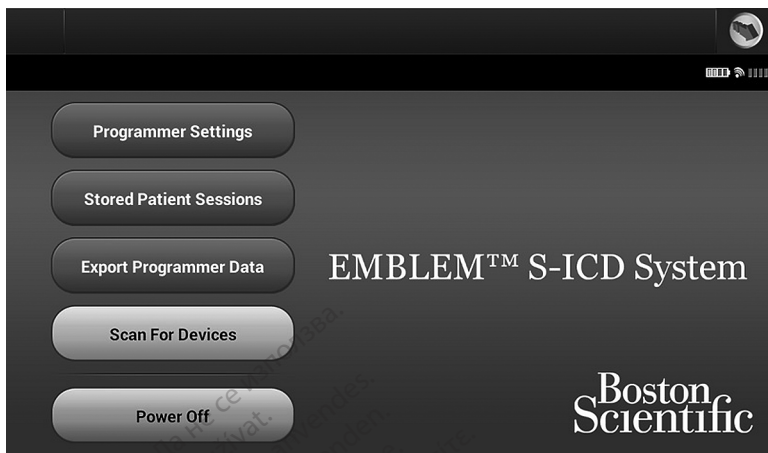 Programmer Settings
Stored Patient Sessions
Export Programmer Data
EMBLEM™ S-ICD System
Scan For Devices
Power Off
Boston
Scientific